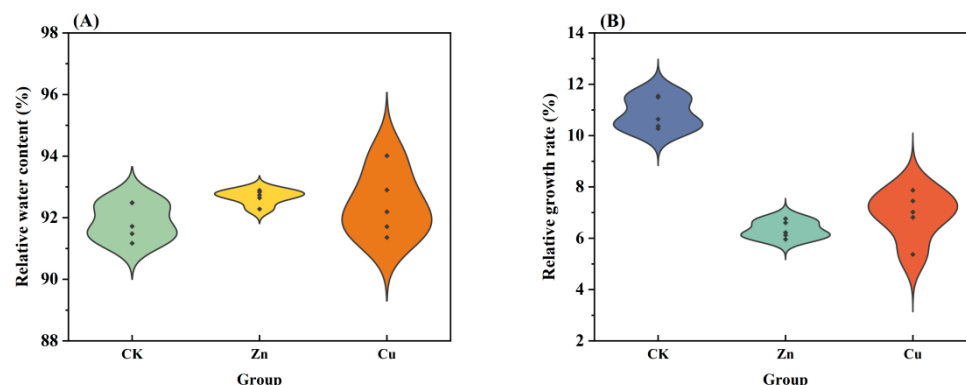 (A)
Relative water content (%)
98
96
94
92
90
88
CK
Zn
Cu
Group
(B)
Relative growth rate (%)
14
12
10
8
6
4
2
CK
Zn
Cu
Group